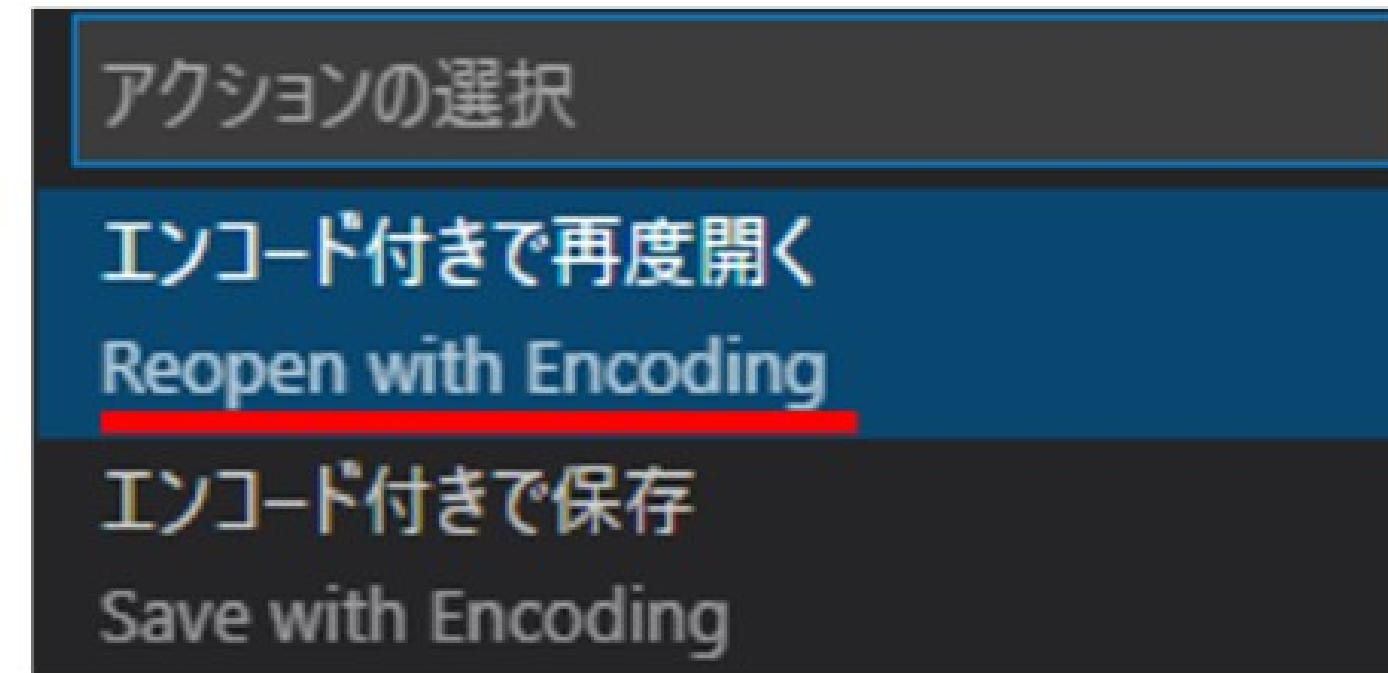 アクションの選択
エンコード付きで再度開く
Reopen with Encoding
エンコード付きで保存
Save with Encoding